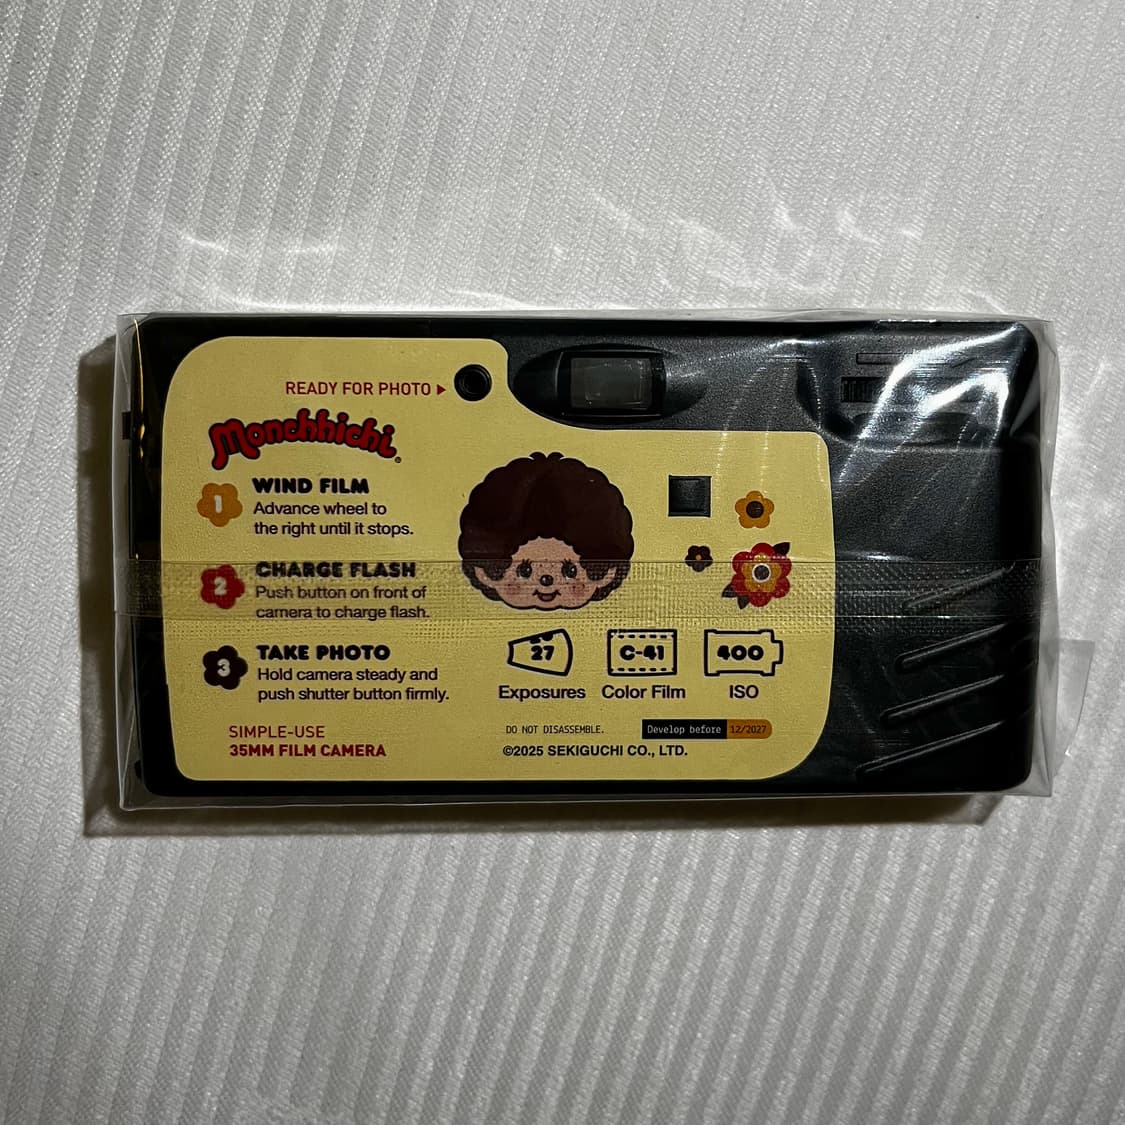 READY FOR PHOTO
Monchhichi®
1 WIND FILM
Advance wheel to
the right until it stops.
2 CHARGE FLASH
Push button on front of
camera to charge flash.
3 TAKE PHOTO
Hold camera steady and
push shutter button firmly.
SIMPLE-USE
35MM FILM CAMERA
27 C-41 400
Exposures Color Film ISO
DO NOT DISASSEMBLE. Develop before 12/2027
©2025 SEKIGUCHI CO., LTD.